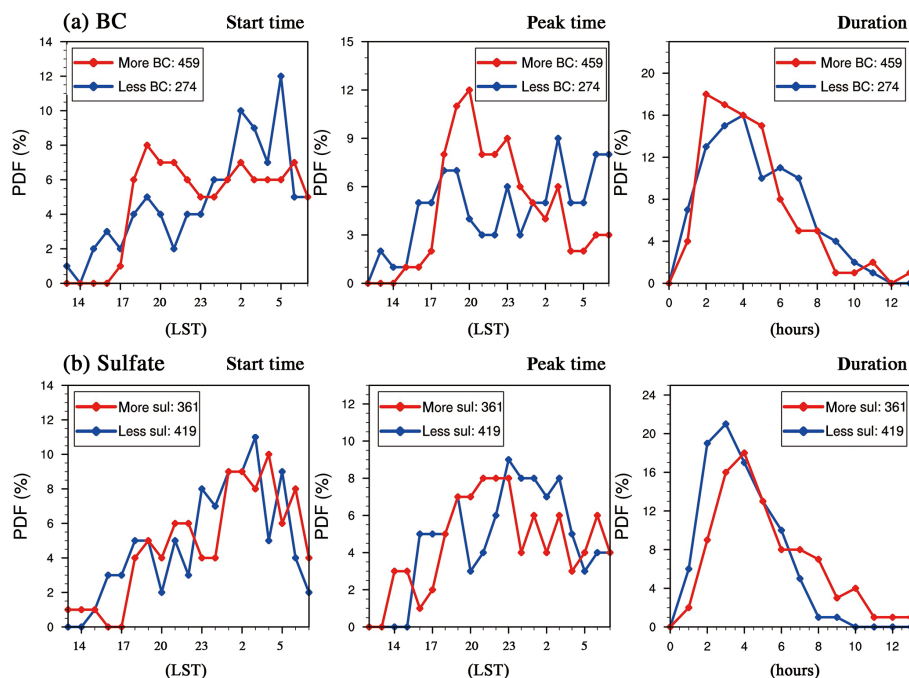 (a) BC
Start time
Peak time
Duration
PDF (%)
14
12
10
8
6
4
2
0
More BC: 459
Less BC: 274
14 17 20 23 2 5
(LST)
PDF (%)
15
12
9
6
3
0
More BC: 459
Less BC: 274
14 17 20 23 2 5
(LST)
PDF (%)
20
16
12
8
4
0
More BC: 459
Less BC: 274
0 2 4 6 8 10 12
(hours)
(b) Sulfate
Start time
Peak time
Duration
PDF (%)
14
12
10
8
6
4
2
0
More sul: 361
Less sul: 419
14 17 20 23 2 5
(LST)
PDF (%)
12
10
8
6
4
2
0
More sul: 361
Less sul: 419
14 17 20 23 2 5
(LST)
PDF (%)
24
20
16
12
8
4
0
More sul: 361
Less sul: 419
0 2 4 6 8 10 12
(hours)